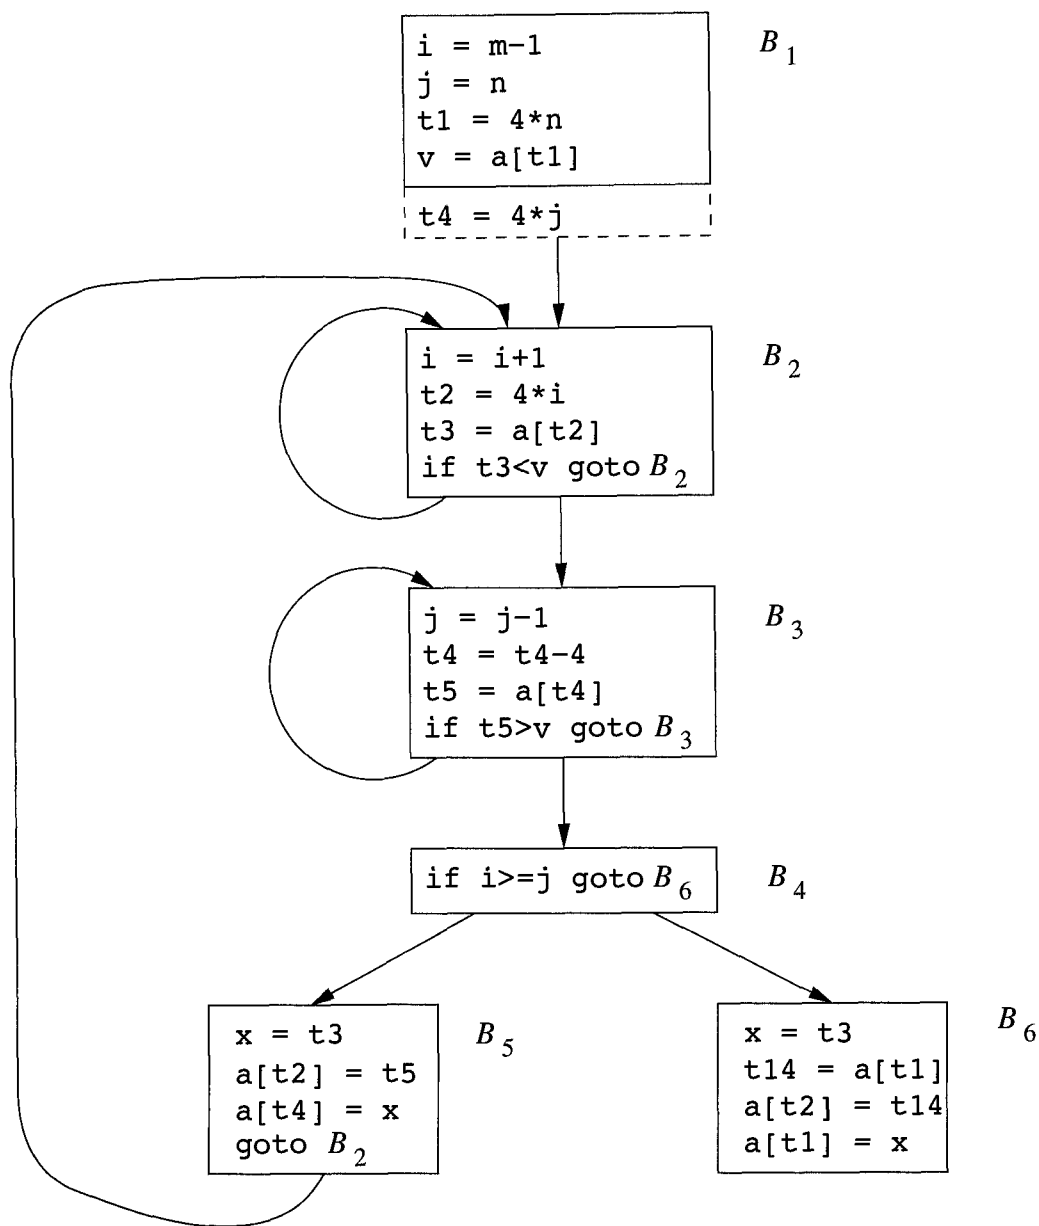 i = m-1
B1
j = n
t1 = 4*n
v = a[t1]
t4 = 4*j
i = i+1
B2
t2 = 4*i
t3 = a[t2]
if t3<v goto B2
j = j-1
B3
t4 = t4-4
t5 = a[t4]
if t5>v goto B3
if i>=j goto B6
B4
x = t3
B5
a[t2] = t5
a[t4] = x
goto B2
x = t3
B6
t14 = a[t1]
a[t2] = t14
a[t1] = x